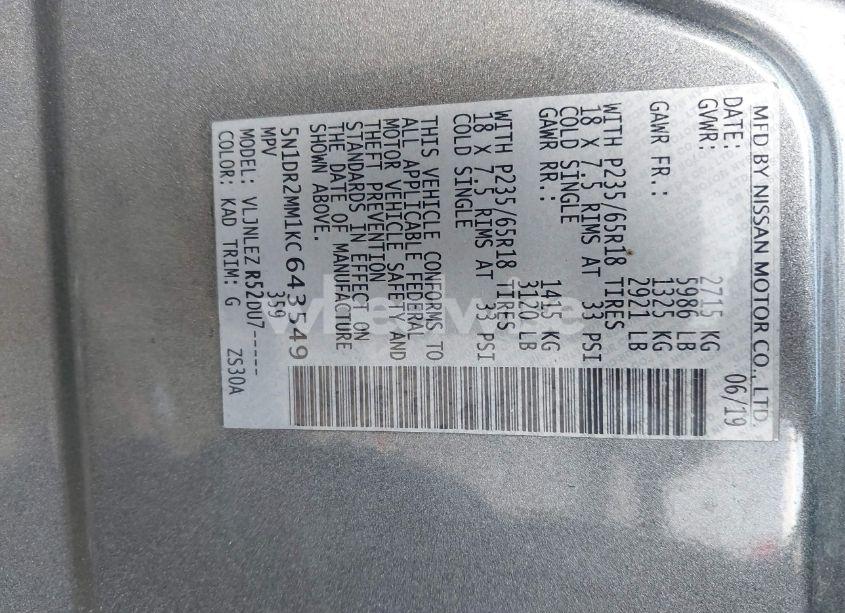 MFD BY NISSAN MOTOR CO., LTD.
DATE: 06/19
GVWR: 2715 KG
5986 LB
GAWR FR.: 1325 KG
2921 LB
WITH P235/65R18 TIRES
18 X 7.5 RIMS AT 33 PSI
COLD SINGLE
GAWR RR.: 1415 KG
3120 LB
WITH P235/65R18 TIRES
18 X 7.5 RIMS AT 33 PSI
COLD SINGLE
THIS VEHICLE CONFORMS TO
ALL APPLICABLE FEDERAL
MOTOR VEHICLE SAFETY AND
THEFT PREVENTION
STANDARDS IN EFFECT ON
THE DATE OF MANUFACTURE
SHOWN ABOVE.
5N1DR2MM1KC643549
MPV 359
MODEL: VLJNLEZ R52DU7-----
COLOR: KAD TRIM: G ZS30A